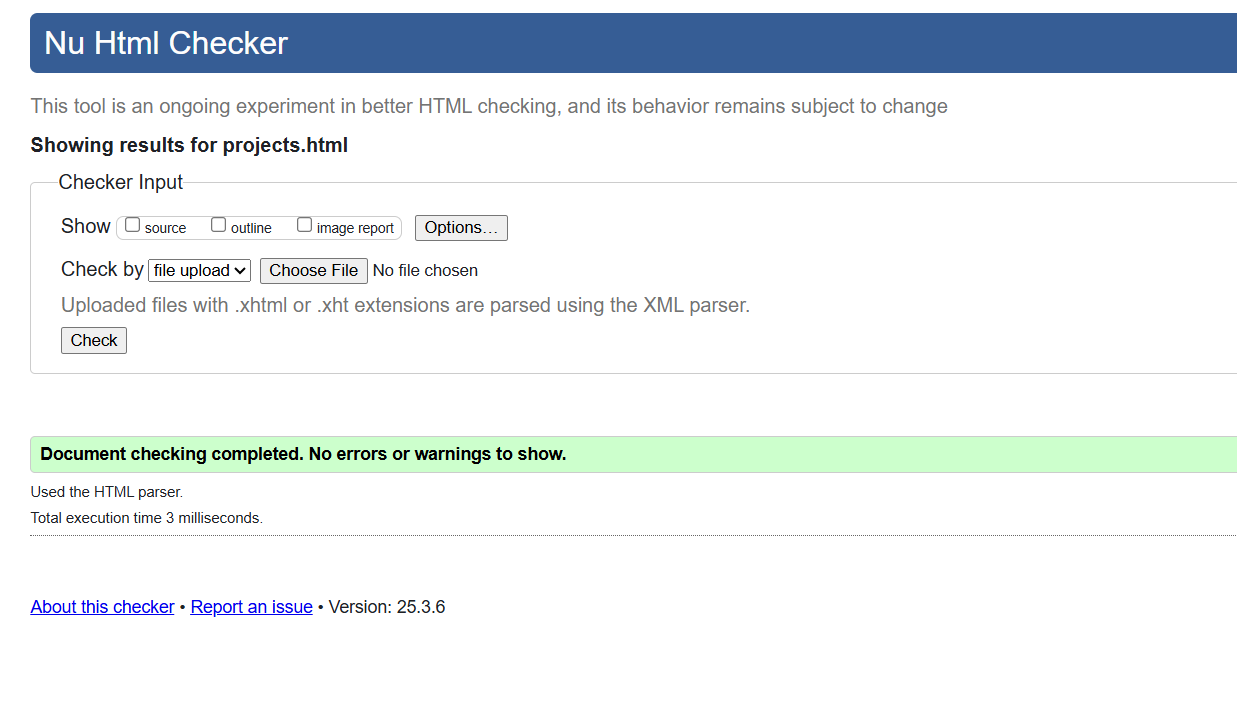 Nu Html Checker
This tool is an ongoing experiment in better HTML checking, and its behavior remains subject to change
Showing results for projects.html
Checker Input
Show source outline image report Options…
Check by file upload Choose File No file chosen
Uploaded files with .xhtml or .xht extensions are parsed using the XML parser.
Check
Document checking completed. No errors or warnings to show.
Used the HTML parser.
Total execution time 3 milliseconds.
About this checker • Report an issue • Version: 25.3.6